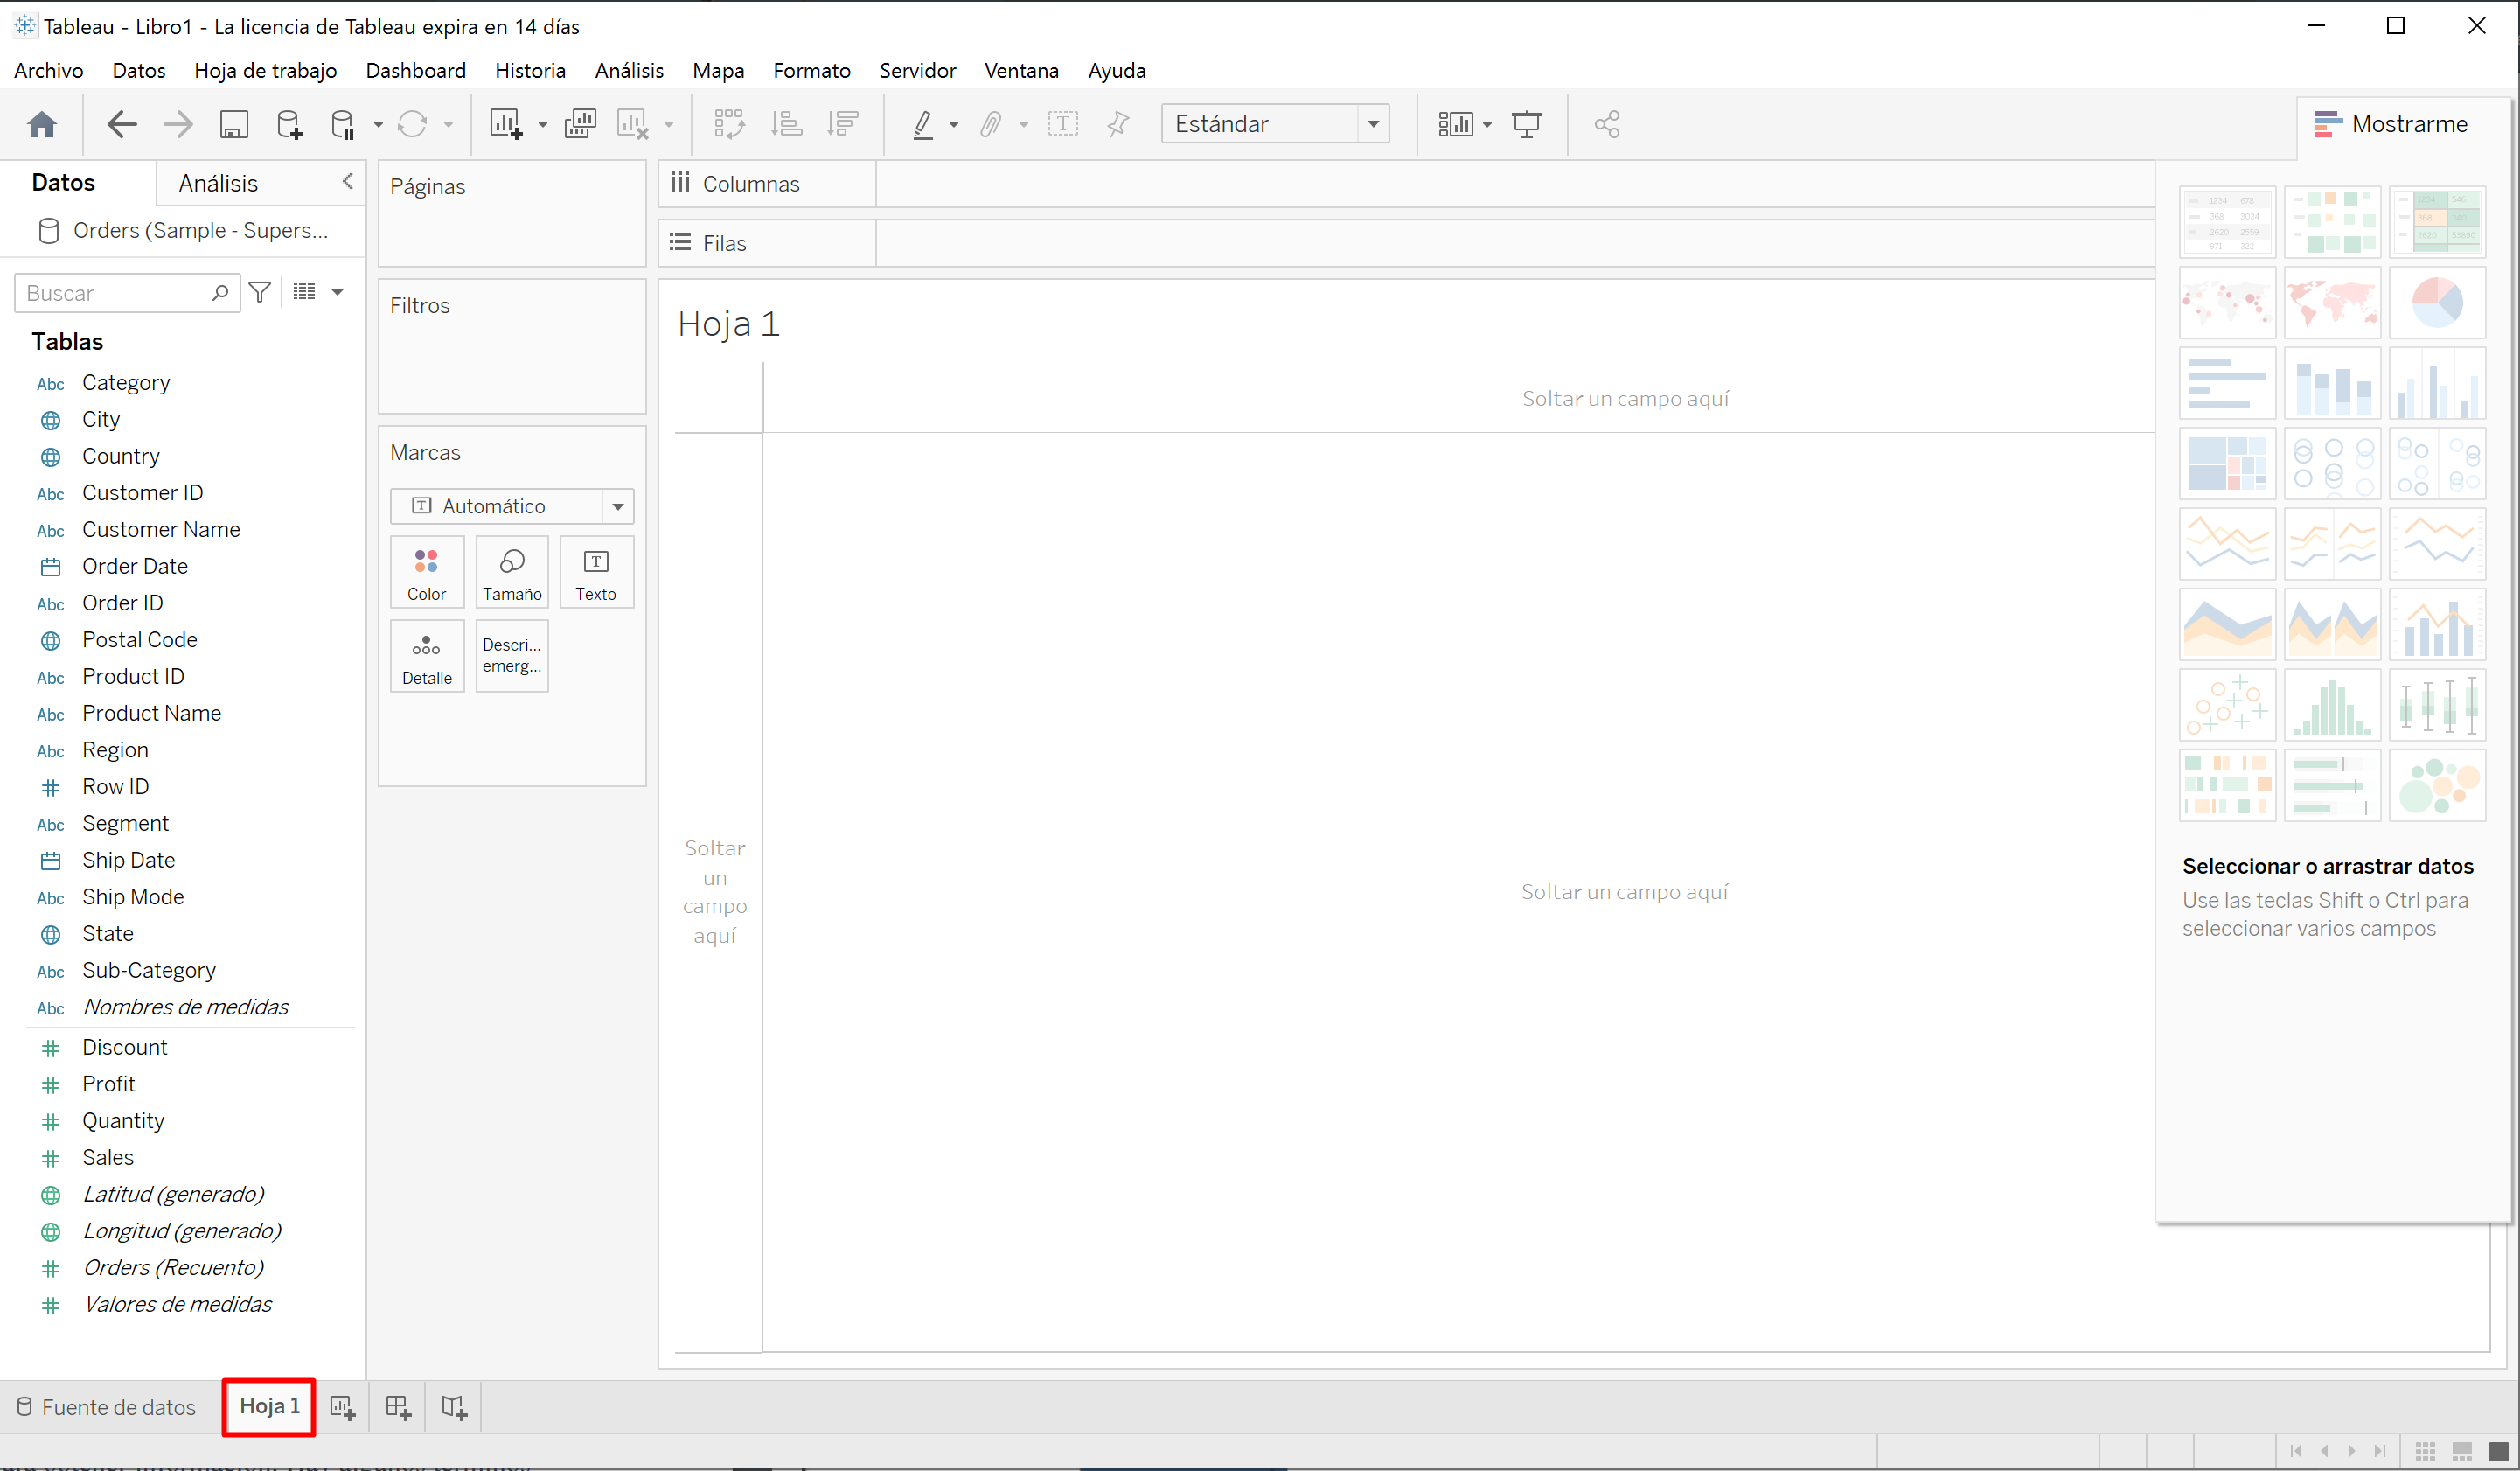 Tableau - Libro1 - La licencia de Tableau expira en 14 días
Archivo Datos Hoja de trabajo Dashboard Historia Análisis Mapa Formato Servidor Ventana Ayuda
Estándar
Mostrarme
Datos Análisis
Orders (Sample - Supers...
Buscar
Tablas
Abc Category
City
Country
Abc Customer ID
Abc Customer Name
Order Date
Abc Order ID
Postal Code
Abc Product ID
Abc Product Name
Abc Region
Row ID
Abc Segment
Ship Date
Abc Ship Mode
State
Abc Sub-Category
Abc Nombres de medidas
Discount
Profit
Quantity
Sales
Latitud (generado)
Longitud (generado)
Orders (Recuento)
Valores de medidas
Páginas
Filtros
Marcas
Automático
Color Tamaño Texto
Detalle
Descri...
emerg...
Columnas
Filas
Hoja 1
Soltar un campo aquí
Soltar
un
campo
aquí
Soltar un campo aquí
Seleccionar o arrastrar datos
Use las teclas Shift o Ctrl para
seleccionar varios campos
Fuente de datos Hoja 1